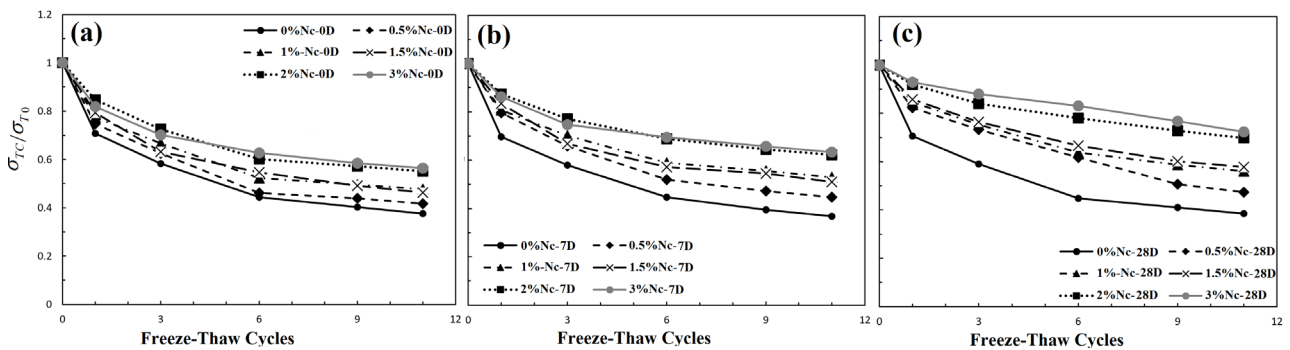 σTC/σT0
1.2
1
0.8
0.6
0.4
0.2
0
(a)
0%Nc-0D 0.5%Nc-0D
1%-Nc-0D 1.5%Nc-0D
2%Nc-0D 3%Nc-0D
0 3 6 9 12
Freeze-Thaw Cycles
(b)
0%Nc-7D 0.5%Nc-7D
1%-Nc-7D 1.5%Nc-7D
2%Nc-7D 3%Nc-7D
0 3 6 9 12
Freeze-Thaw Cycles
(c)
0%Nc-28D 0.5%Nc-28D
1%-Nc-28D 1.5%Nc-28D
2%Nc-28D 3%Nc-28D
0 3 6 9 12
Freeze-Thaw Cycles